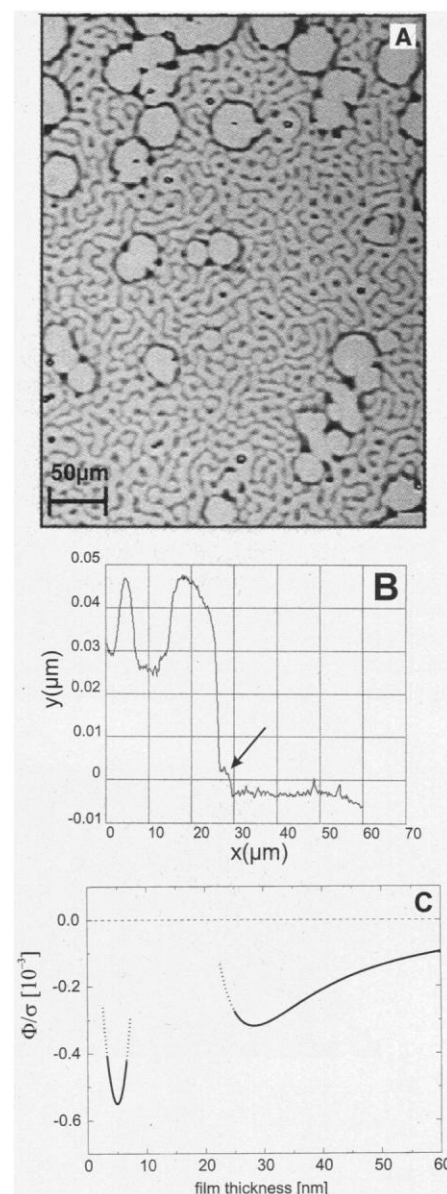 A
50µm
B
0.05
0.04
0.03
0.02
0.01
0
-0.01
y(µm)
0 10 20 30 40 50 60 70
x(µm)
C
0.0
-0.2
-0.4
-0.6
Φ/σ [10⁻³]
0 10 20 30 40 50 60
film thickness [nm]